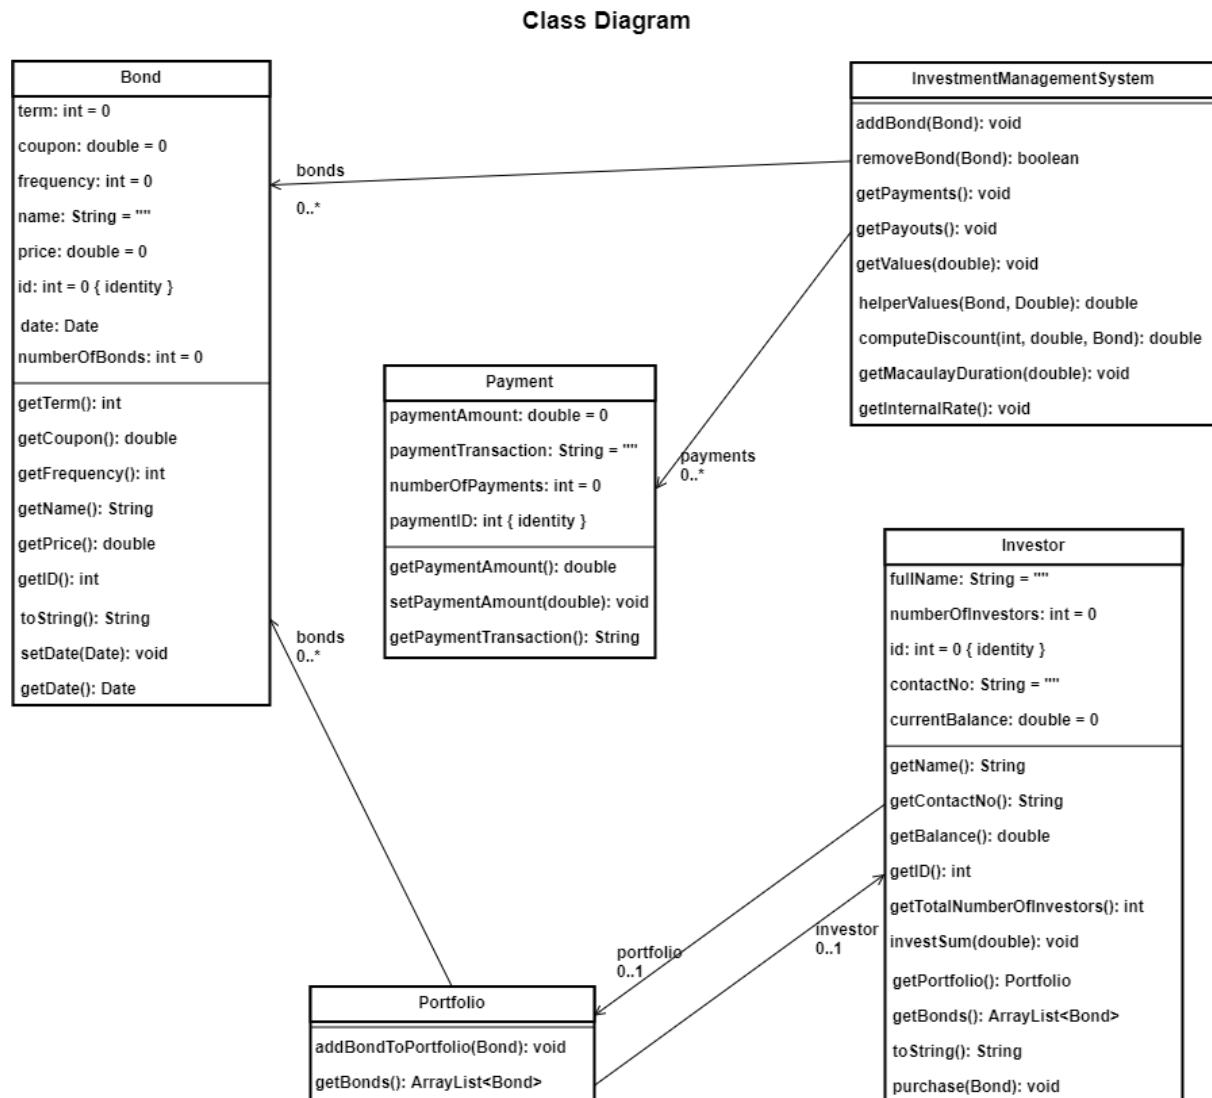 Class Diagram
Bond
term: int = 0
coupon: double = 0
frequency: int = 0
name: String = ""
price: double = 0
id: int = 0 { identity }
date: Date
numberOfBonds: int = 0
getTerm(): int
getCoupon(): double
getFrequency(): int
getName(): String
getPrice(): double
getID(): int
toString(): String
setDate(Date): void
getDate(): Date
bonds
0..*
InvestmentManagementSystem
addBond(Bond): void
removeBond(Bond): boolean
getPayments(): void
getPayouts(): void
getValues(double): void
helperValues(Bond, Double): double
computeDiscount(int, double, Bond): double
getMacaulayDuration(double): void
getInternalRate(): void
Payment
paymentAmount: double = 0
paymentTransaction: String = ""
numberOfPayments: int = 0
paymentID: int { identity }
getPaymentAmount(): double
setPaymentAmount(double): void
getPaymentTransaction(): String
payments
0..*
bonds
0..*
Investor
fullName: String = ""
numberOfInvestors: int = 0
id: int = 0 { identity }
contactNo: String = ""
currentBalance: double = 0
getName(): String
getContactNo(): String
getBalance(): double
getID(): int
getTotalNumberOfInvestors(): int
investSum(double): void
getPortfolio(): Portfolio
getBonds(): ArrayList<Bond>
toString(): String
purchase(Bond): void
portfolio
0..1
investor
0..1
Portfolio
addBondToPortfolio(Bond): void
getBonds(): ArrayList<Bond>